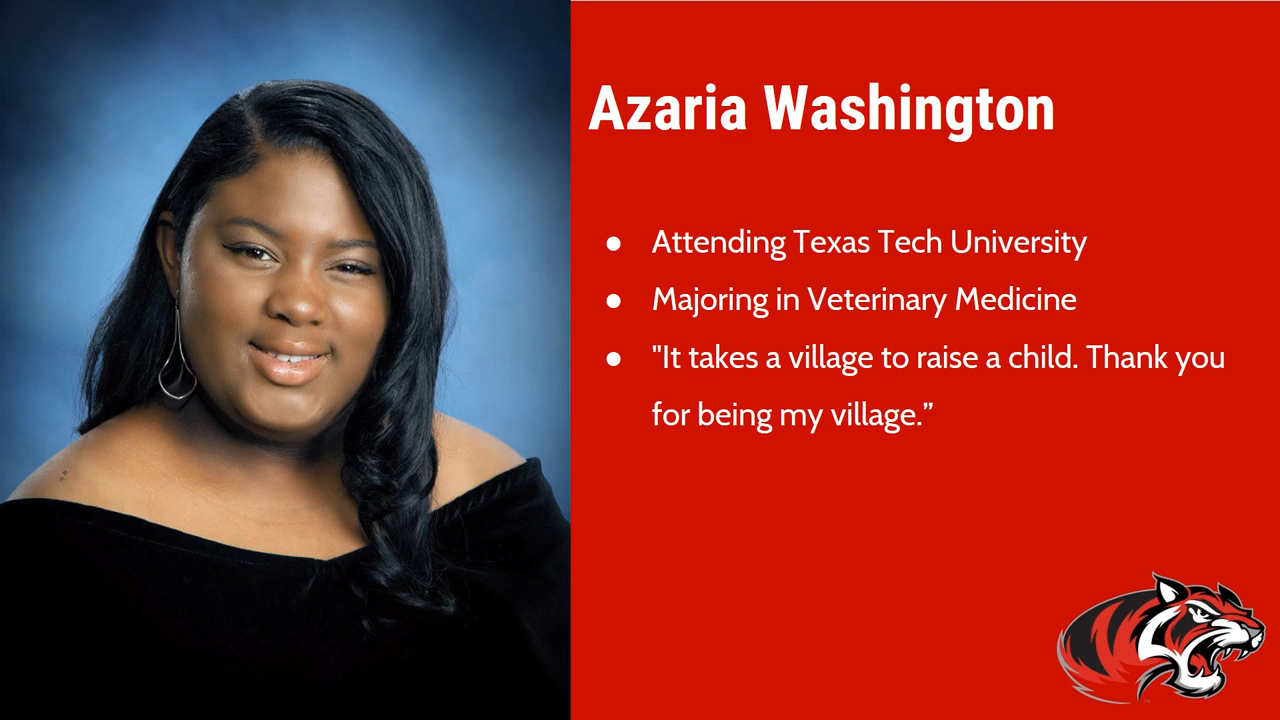 Azaria Washington
● Attending Texas Tech University
● Majoring in Veterinary Medicine
● "It takes a village to raise a child. Thank you
for being my village.”